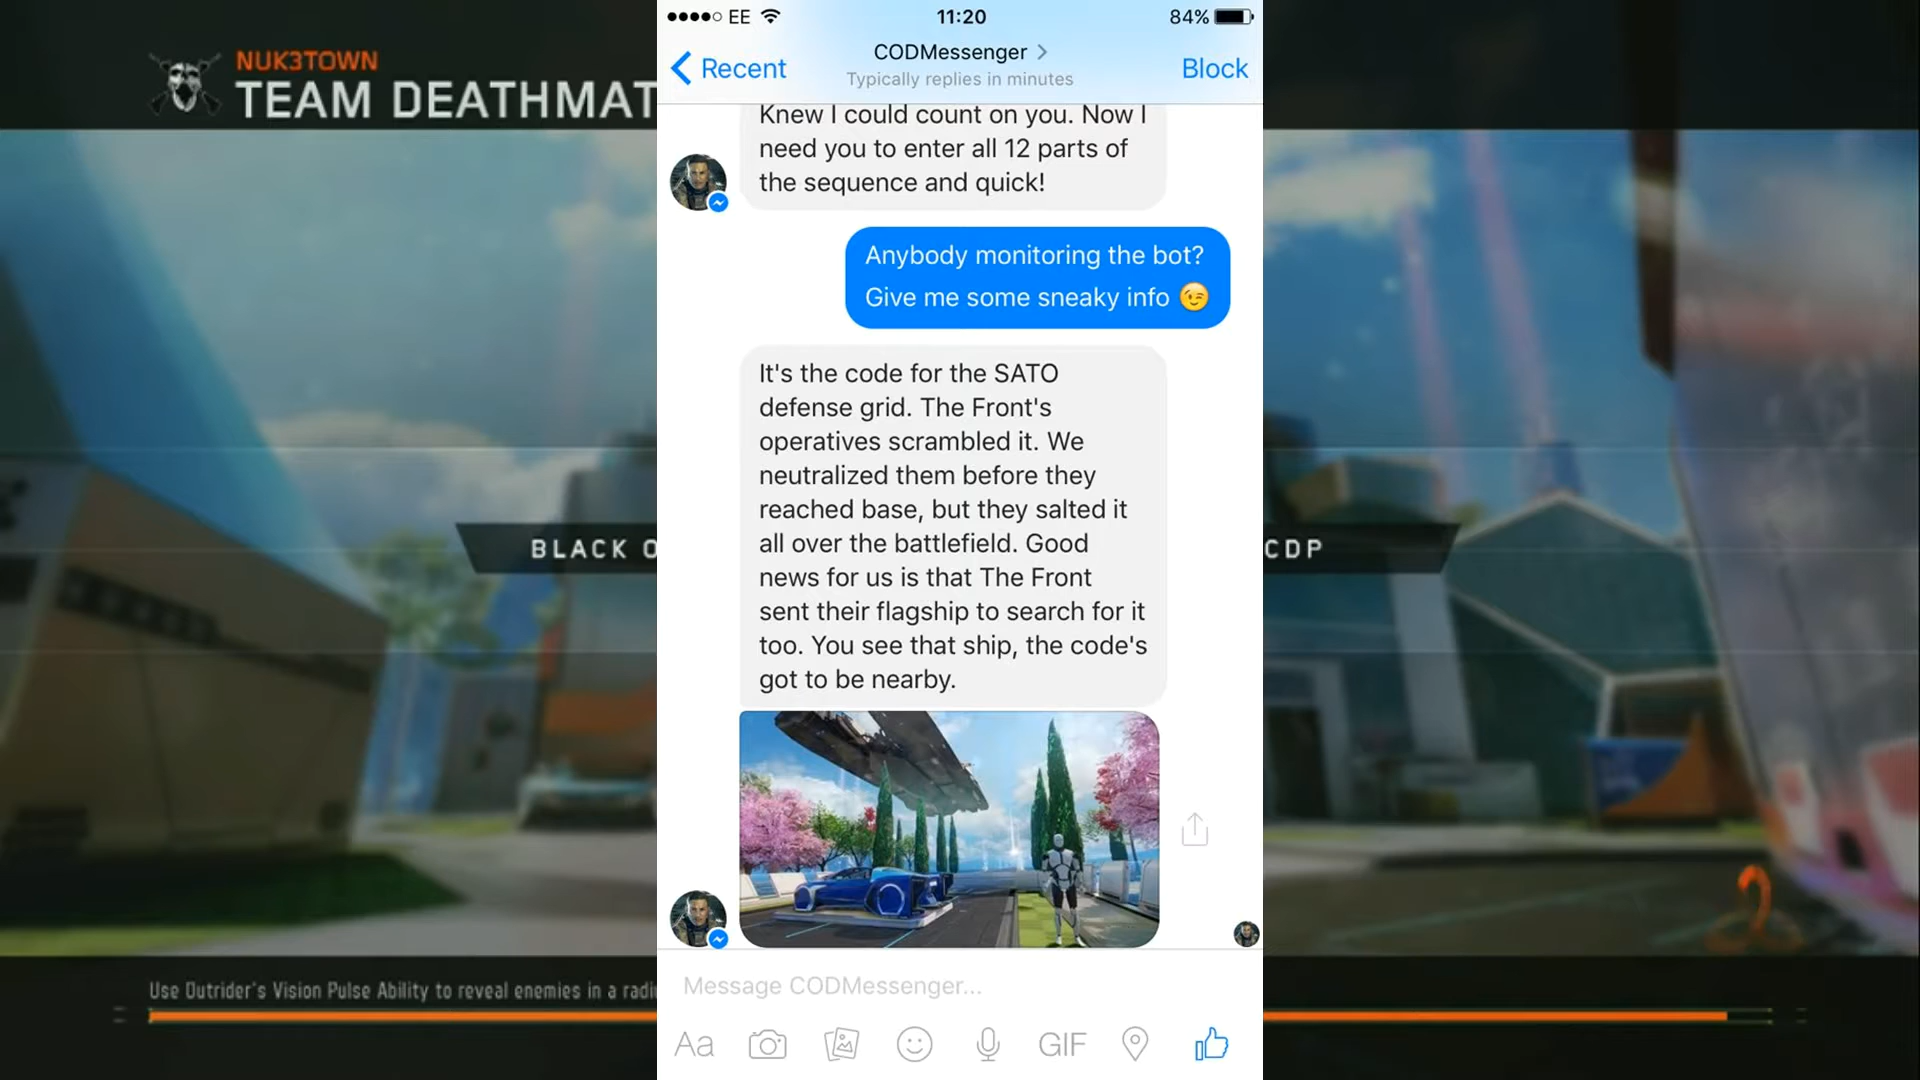 NUK3TOWN
TEAM DEATHMAT
EE
11:20
84%
Recent
CODMessenger
Typically replies in minutes
Block
Knew I could count on you. Now I
need you to enter all 12 parts of
the sequence and quick!
Anybody monitoring the bot?
Give me some sneaky info 😉
It's the code for the SATO
defense grid. The Front's
operatives scrambled it. We
neutralized them before they
reached base, but they salted it
all over the battlefield. Good
news for us is that The Front
sent their flagship to search for it
too. You see that ship, the code's
got to be nearby.
BLACK O
CDP
Message CODMessenger...
Use Outrider's Vision Pulse Ability to reveal enemies in a radi
Aa
GIF